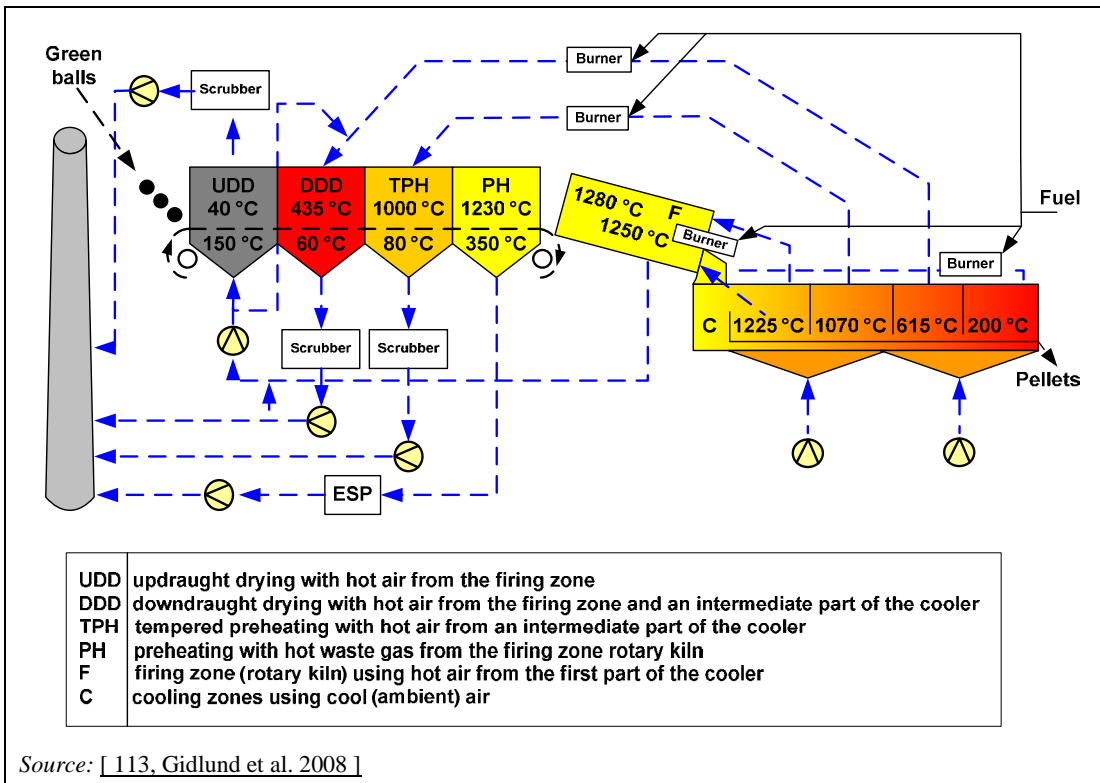 Green
balls
Scrubber
Burner
Burner
UDD
40 °C
150 °C
DDD
435 °C
60 °C
TPH
1000 °C
80 °C
PH
1230 °C
350 °C
1280 °C F
1250 °C
Burner
Fuel
Burner
C 1225 °C 1070 °C 615 °C 200 °C
Pellets
Scrubber
Scrubber
ESP
UDD updraught drying with hot air from the firing zone
DDD downdraught drying with hot air from the firing zone and an intermediate part of the cooler
TPH tempered preheating with hot air from an intermediate part of the cooler
PH preheating with hot waste gas from the firing zone rotary kiln
F firing zone (rotary kiln) using hot air from the first part of the cooler
C cooling zones using cool (ambient) air
Source: [ 113, Gidlund et al. 2008 ]